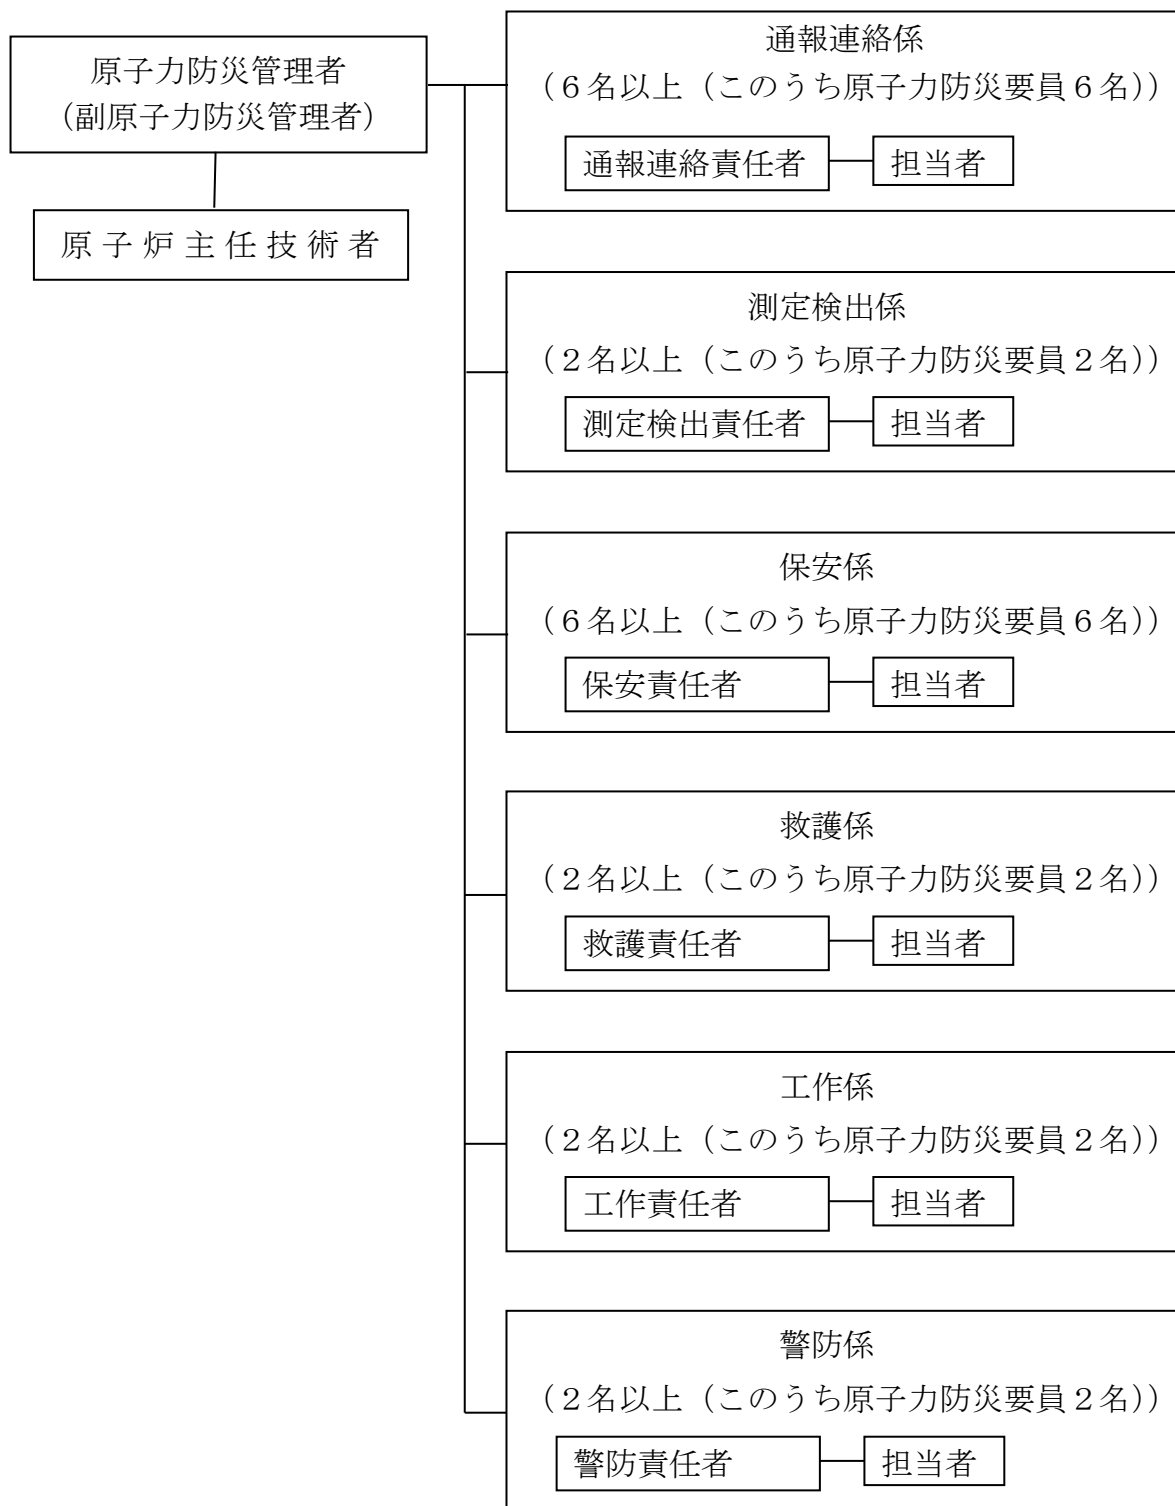 原子力防災管理者
（副原子力防災管理者）
原子炉主任技術者
通報連絡係
（６名以上（このうち原子力防災要員６名））
通報連絡責任者
担当者
測定検出係
（２名以上（このうち原子力防災要員２名））
測定検出責任者
担当者
保安係
（６名以上（このうち原子力防災要員６名））
保安責任者
担当者
救護係
（２名以上（このうち原子力防災要員２名））
救護責任者
担当者
工作係
（２名以上（このうち原子力防災要員２名））
工作責任者
担当者
警防係
（２名以上（このうち原子力防災要員２名））
警防責任者
担当者